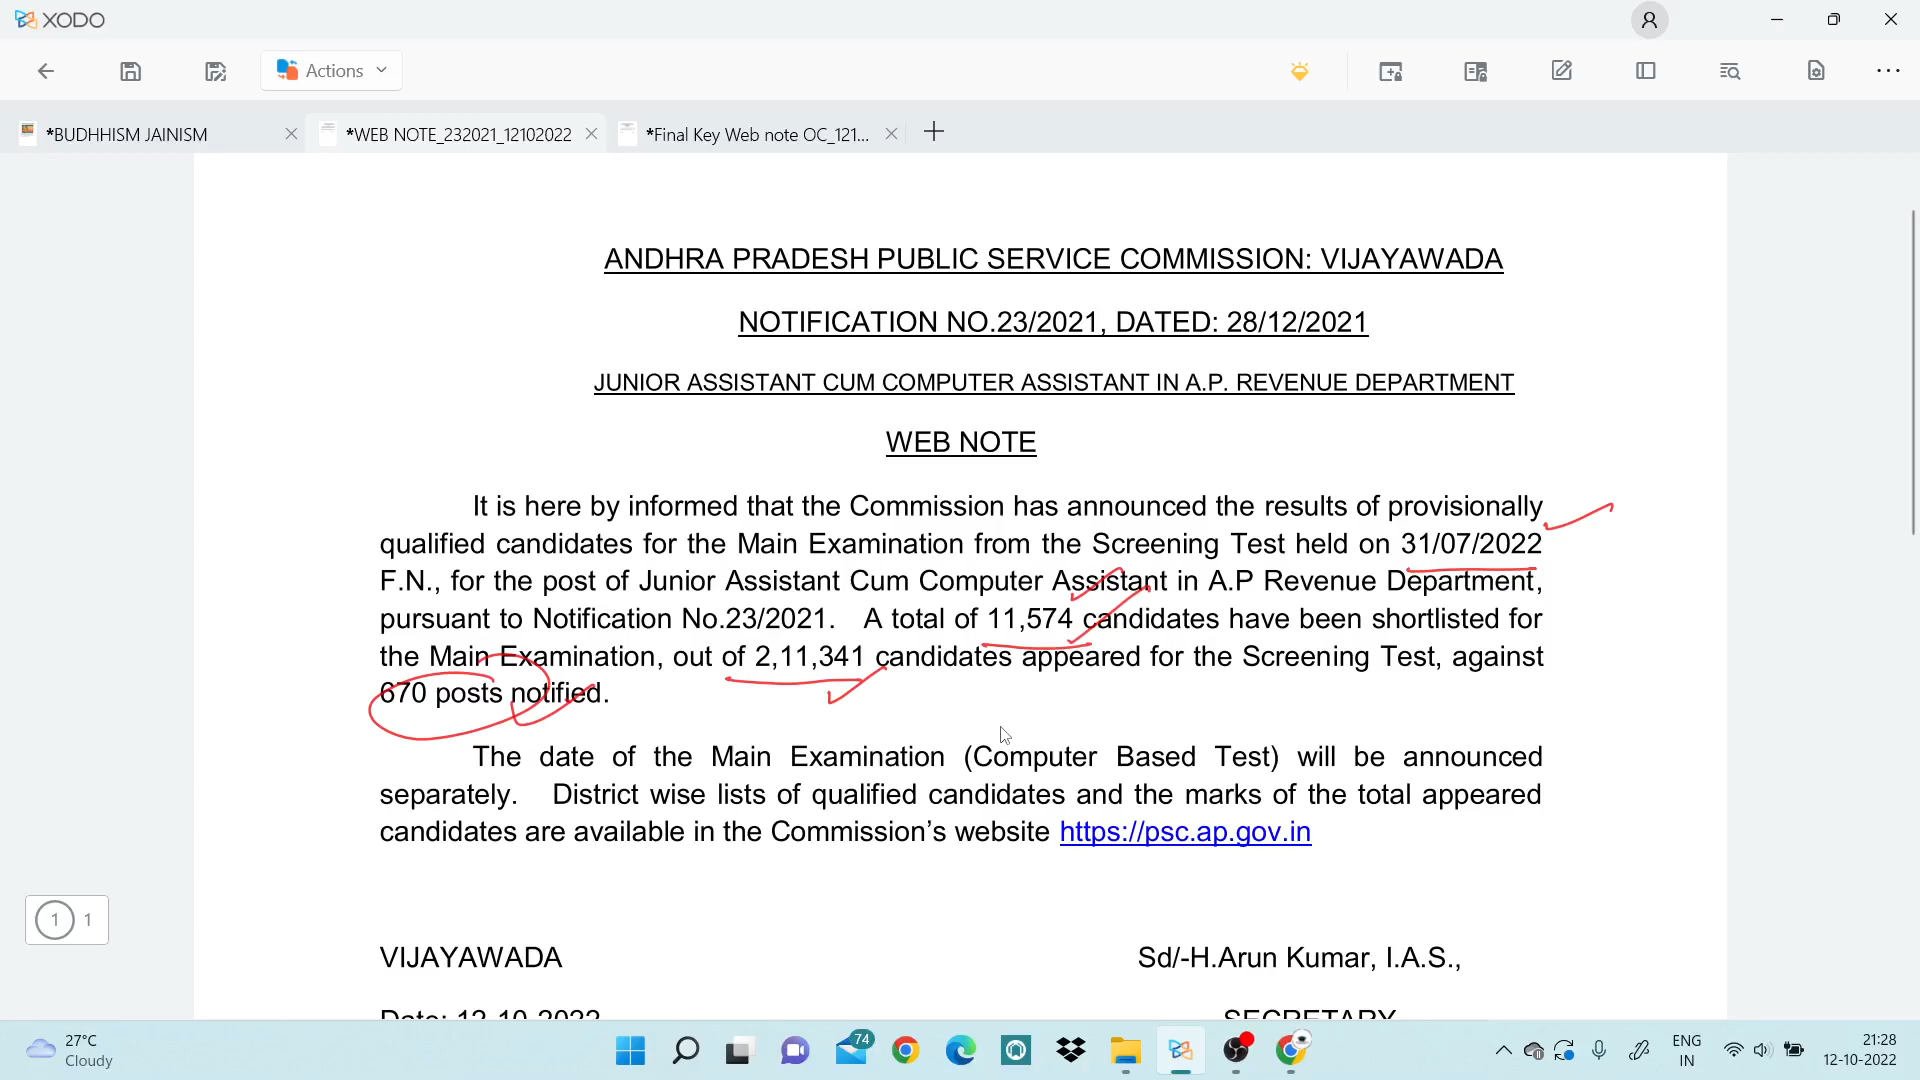 XODO
Actions
*BUDHHISM JAINISM
*WEB NOTE_232021_12102022
*Final Key Web note OC_121...
ANDHRA PRADESH PUBLIC SERVICE COMMISSION: VIJAYAWADA
NOTIFICATION NO.23/2021, DATED: 28/12/2021
JUNIOR ASSISTANT CUM COMPUTER ASSISTANT IN A.P. REVENUE DEPARTMENT
WEB NOTE
It is here by informed that the Commission has announced the results of provisionally
qualified candidates for the Main Examination from the Screening Test held on 31/07/2022
F.N., for the post of Junior Assistant Cum Computer Assistant in A.P Revenue Department,
pursuant to Notification No.23/2021. A total of 11,574 candidates have been shortlisted for
the Main Examination, out of 2,11,341 candidates appeared for the Screening Test, against
670 posts notified.
The date of the Main Examination (Computer Based Test) will be announced
separately. District wise lists of qualified candidates and the marks of the total appeared
candidates are available in the Commission’s website https://psc.ap.gov.in
1 1
VIJAYAWADA Sd/-H.Arun Kumar, I.A.S.,
Date: 12-10-2022 SECRETARY
27°C
Cloudy
74
ENG
IN
21:28
12-10-2022